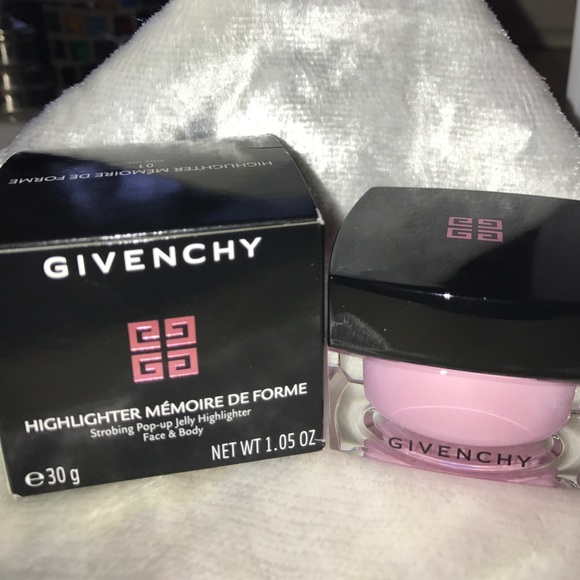 HIGHLIGHTER MÉMOIRE DE FORME
01
GIVENCHY
HIGHLIGHTER MÉMOIRE DE FORME
Strobing Pop-up Jelly Highlighter
Face & Body
NET WT 1.05 OZ
℮30 g
GIVENCHY